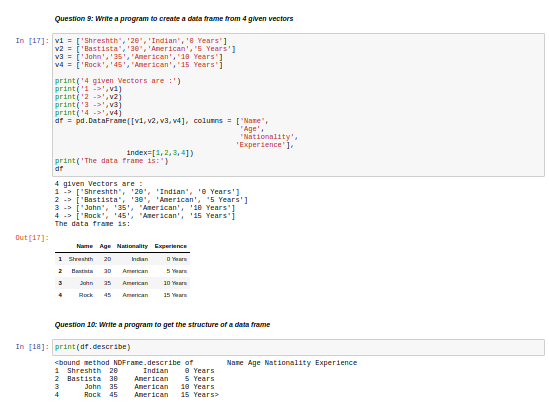 Question 9: Write a program to create a data frame from 4 given vectors
In [17]: v1 = ['Shreshth','20','Indian','0 Years']
v2 = ['Bastista','30','American','5 Years']
v3 = ['John','35','American','10 Years']
v4 = ['Rock','45','American','15 Years']
print('4 given Vectors are :')
print('1 ->',v1)
print('2 ->',v2)
print('3 ->',v3)
print('4 ->',v4)
df = pd.DataFrame([v1,v2,v3,v4], columns = ['Name',
'Age',
'Nationality',
'Experience'],
index=[1,2,3,4])
print('The data frame is:')
df
4 given Vectors are :
1 -> ['Shreshth', '20', 'Indian', '0 Years']
2 -> ['Bastista', '30', 'American', '5 Years']
3 -> ['John', '35', 'American', '10 Years']
4 -> ['Rock', '45', 'American', '15 Years']
The data frame is:
Out[17]:
Name Age Nationality Experience
1 Shreshth 20 Indian 0 Years
2 Bastista 30 American 5 Years
3 John 35 American 10 Years
4 Rock 45 American 15 Years
Question 10: Write a program to get the structure of a data frame
In [18]: print(df.describe)
<bound method NDFrame.describe of Name Age Nationality Experience
1 Shreshth 20 Indian 0 Years
2 Bastista 30 American 5 Years
3 John 35 American 10 Years
4 Rock 45 American 15 Years>